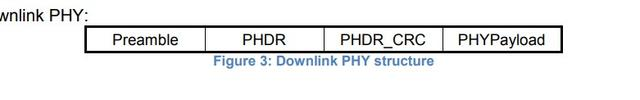 wnlink PHY:
Preamble PHDR PHDR_CRC PHYPayload
Figure 3: Downlink PHY structure